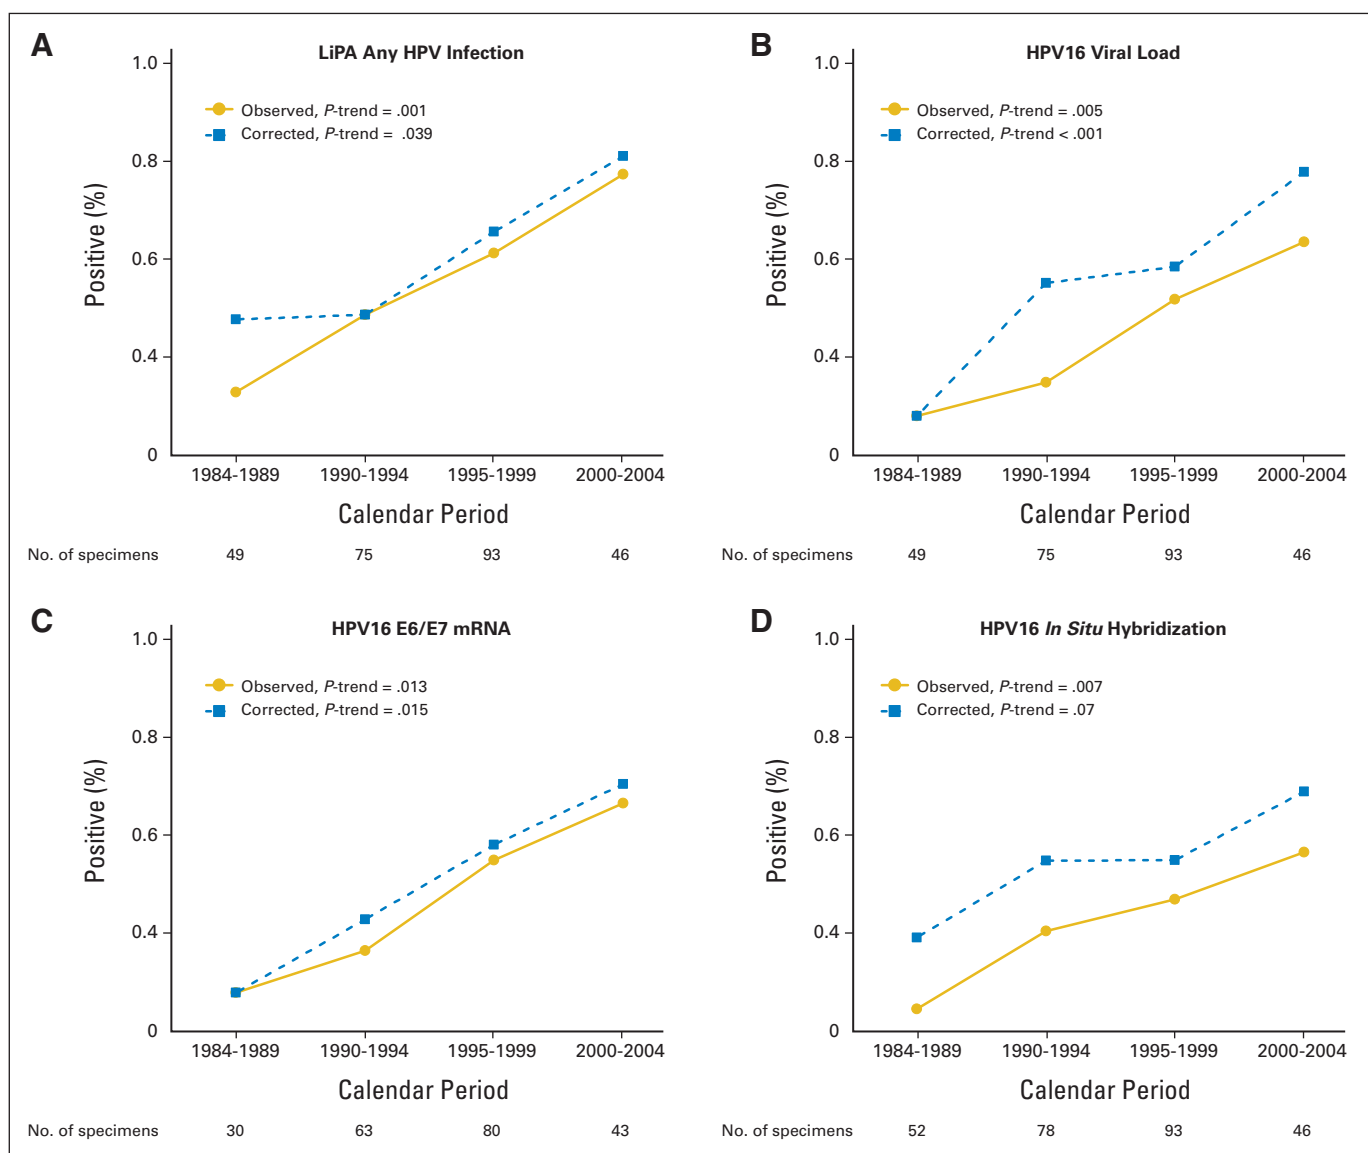 A
LiPA Any HPV Infection
1.0
0.8
0.6
0.4
0
Positive (%)
Observed, P-trend = .001
Corrected, P-trend = .039
1984-1989 1990-1994 1995-1999 2000-2004
Calendar Period
No. of specimens 49 75 93 46
B
HPV16 Viral Load
1.0
0.8
0.6
0.4
0
Positive (%)
Observed, P-trend = .005
Corrected, P-trend < .001
1984-1989 1990-1994 1995-1999 2000-2004
Calendar Period
No. of specimens 49 75 93 46
C
HPV16 E6/E7 mRNA
1.0
0.8
0.6
0.4
0
Positive (%)
Observed, P-trend = .013
Corrected, P-trend = .015
1984-1989 1990-1994 1995-1999 2000-2004
Calendar Period
No. of specimens 30 63 80 43
D
HPV16 In Situ Hybridization
1.0
0.8
0.6
0.4
0
Positive (%)
Observed, P-trend = .007
Corrected, P-trend = .07
1984-1989 1990-1994 1995-1999 2000-2004
Calendar Period
No. of specimens 52 78 93 46